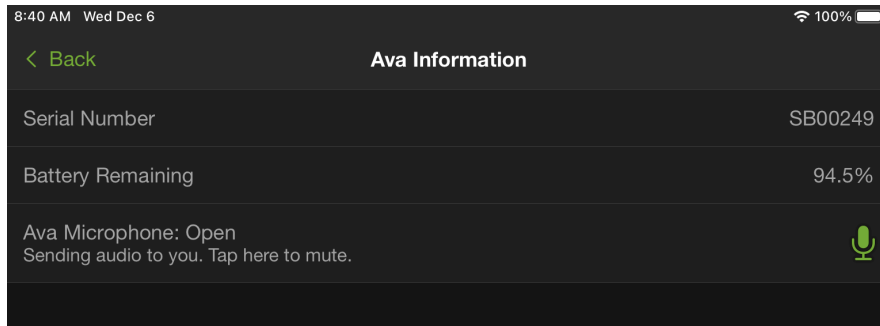 8:40 AM Wed Dec 6 100%
Back Ava Information
Serial Number SB00249
Battery Remaining 94.5%
Ava Microphone: Open
Sending audio to you. Tap here to mute.